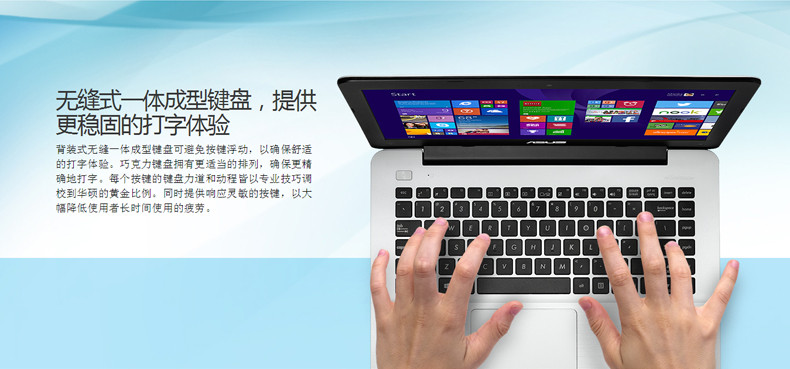 无缝式一体成型键盘，提供
更稳固的打字体验
背装式无缝一体成型键盘可避免按键浮动，以确保舒适
的打字体验。巧克力键盘拥有更适当的排列，确保更精
确地打字。每个按键的键盘力道和动程皆以专业技巧调
校到华硕的黄金比例。同时提供响应灵敏的按键，以大
幅降低使用者长时间使用的疲劳。
Start
nook
ASUS